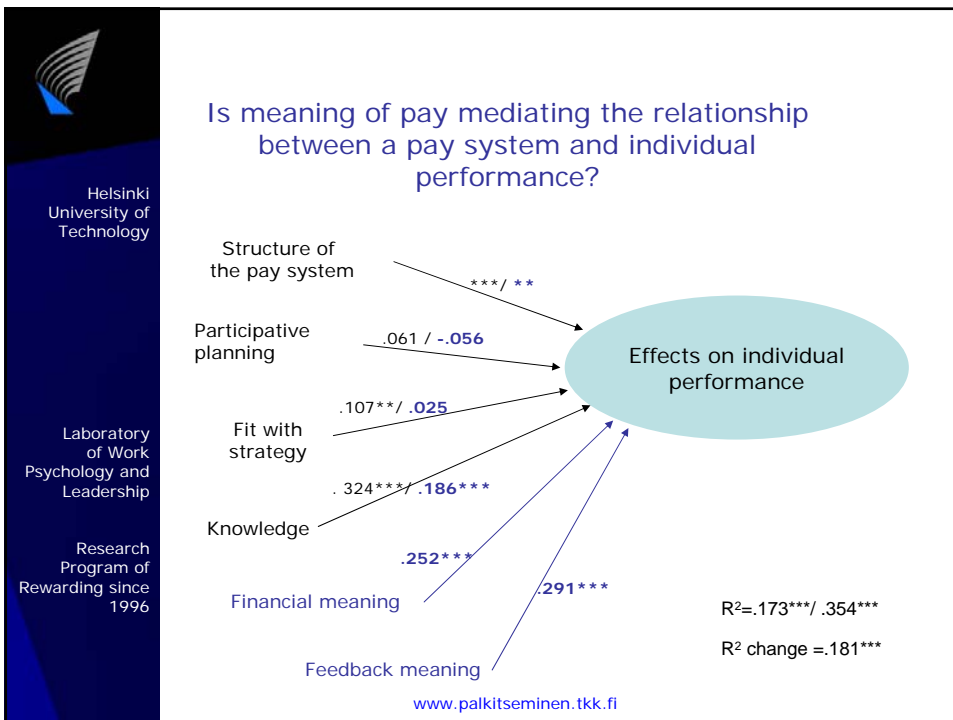 Helsinki
University of
Technology
Laboratory
of Work
Psychology and
Leadership
Research
Program of
Rewarding since
1996
Is meaning of pay mediating the relationship
between a pay system and individual
performance?
Structure of
the pay system
***/ **
Participative
planning
.061 / -.056
Effects on individual
performance
.107**/ .025
Fit with
strategy
. 324***/ .186***
Knowledge
.252***
Financial meaning
.291***
Feedback meaning
R²=.173***/ .354***
R² change =.181***
www.palkitseminen.tkk.fi